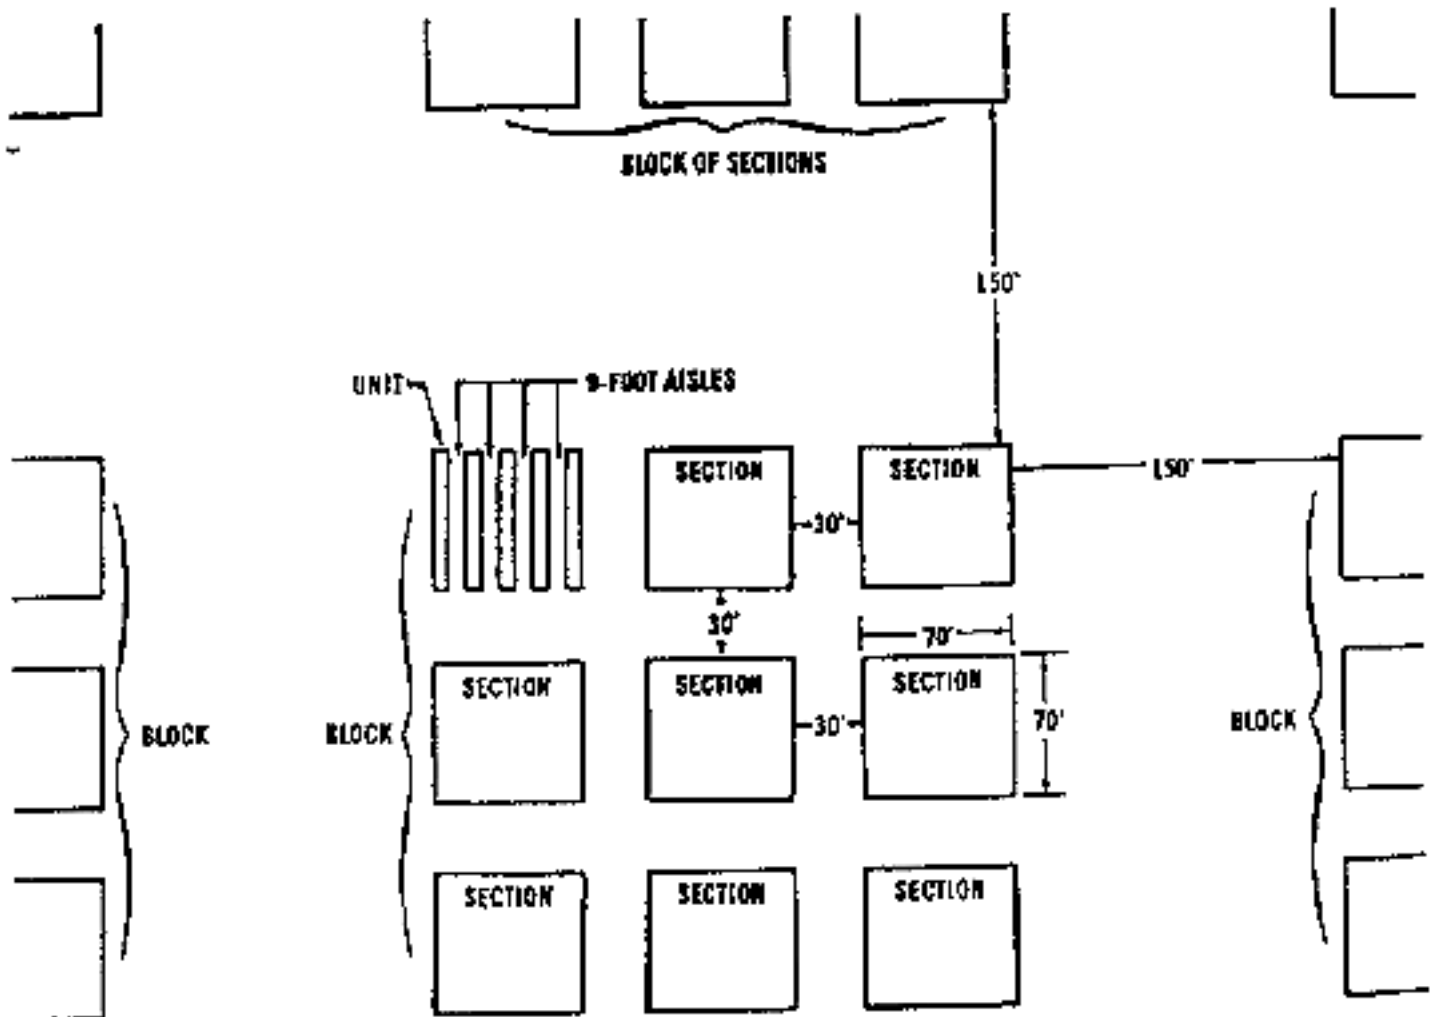 BLOCK OF SECTIONS
150'
UNIT
9-FOOT AISLES
SECTION
SECTION
150'
30'
30'
70'
SECTION
SECTION
SECTION
30'
70'
BLOCK
BLOCK
BLOCK
SECTION
SECTION
SECTION